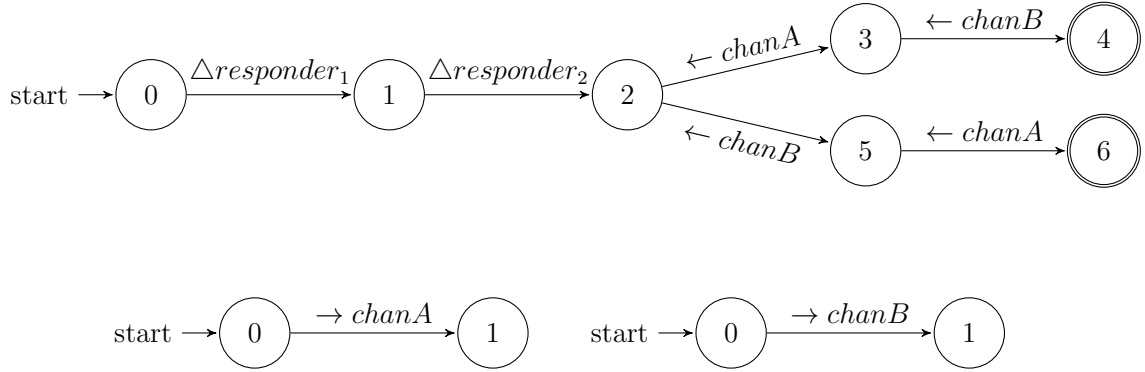 start 0 △responder₁ 1 △responder₂ 2 ← chanA 3 ← chanB 4
← chanB 5 ← chanA 6
start 0 → chanA 1
start 0 → chanB 1